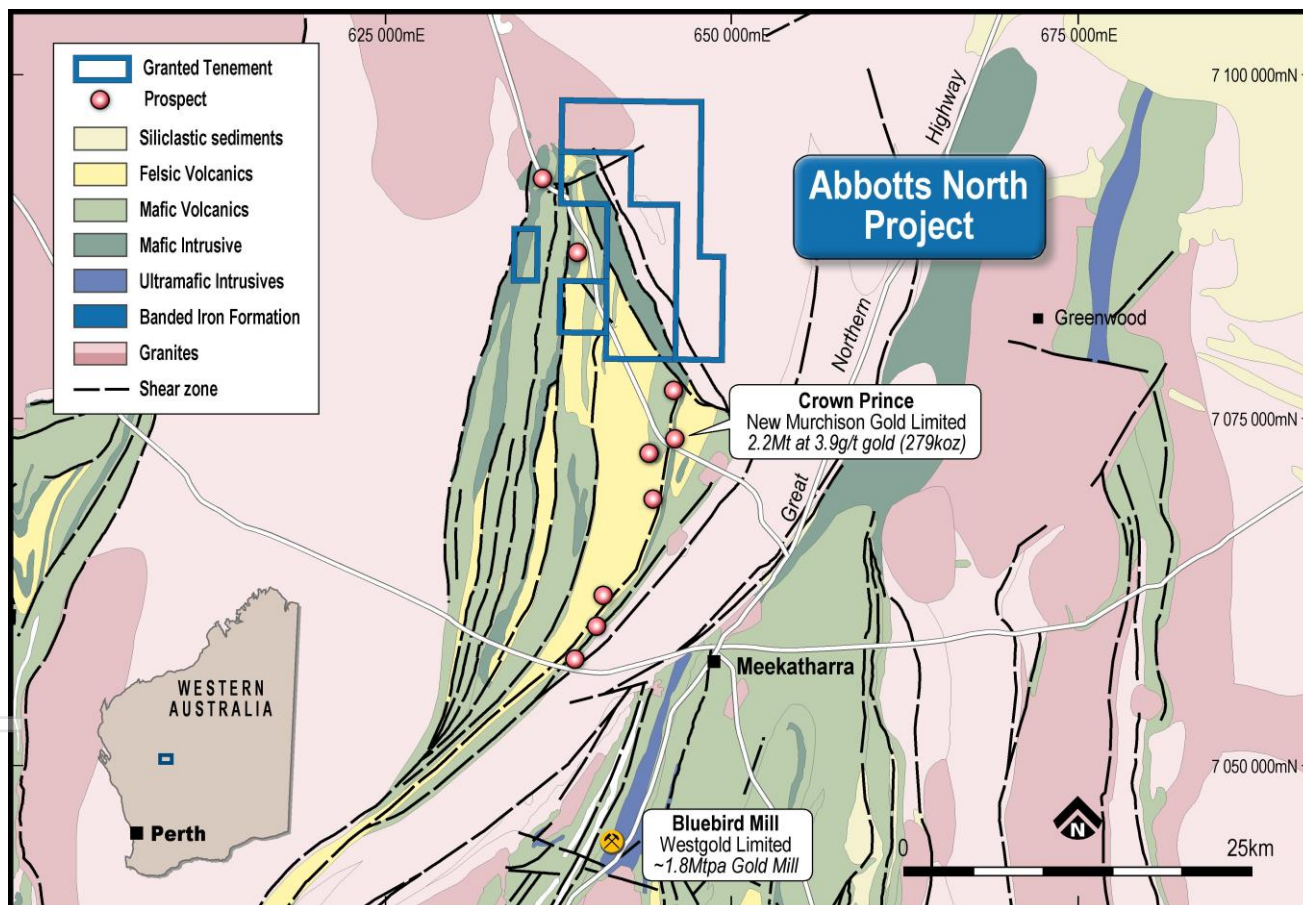 625 000mE
650 000mE
675 000mE
7 100 000mN
Granted Tenement
Prospect
Siliclastic sediments
Felsic Volcanics
Mafic Volcanics
Mafic Intrusive
Ultramafic Intrusives
Banded Iron Formation
Granites
Shear zone
Highway
Northern
Great
Abbotts North
Project
Greenwood
Crown Prince
New Murchison Gold Limited
2.2Mt at 3.9g/t gold (279koz)
7 075 000mN
WESTERN
AUSTRALIA
Perth
Meekatharra
7 050 000mN
Bluebird Mill
Westgold Limited
~1.8Mtpa Gold Mill
N
0
25km